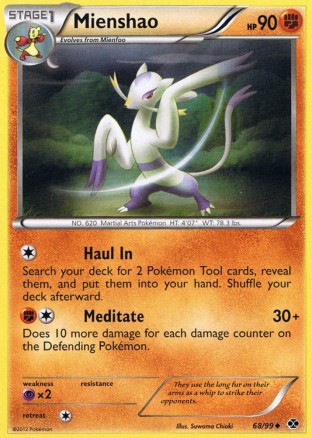 STAGE1 Mienshao HP90
Evolves from Mienfoo
NO. 620 Martial Arts Pokémon HT: 4'07" WT: 78.3 lbs.
Haul In
Search your deck for 2 Pokémon Tool cards, reveal
them, and put them into your hand. Shuffle your
deck afterward.
Meditate 30+
Does 10 more damage for each damage counter on
the Defending Pokémon.
weakness resistance
×2
They use the long fur on their
arms as a whip to strike their
opponents.
retreat
Illus. Suwama Chiaki 68/99
©2012 Pokémon